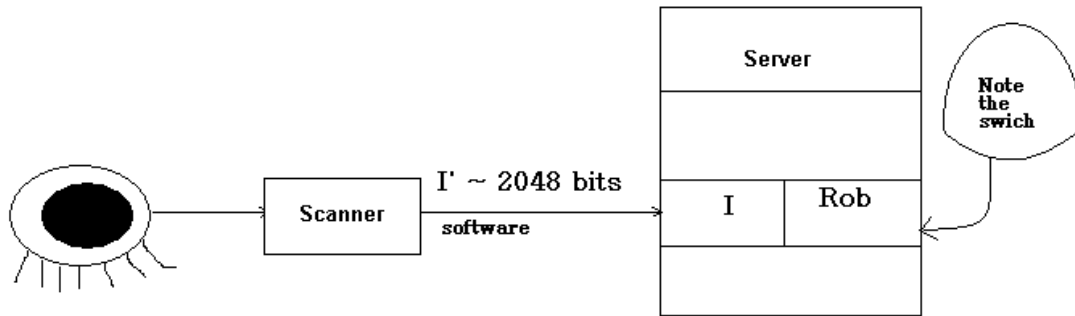 Server
Note
the
swich
I' ~ 2048 bits
Scanner
software
I
Rob